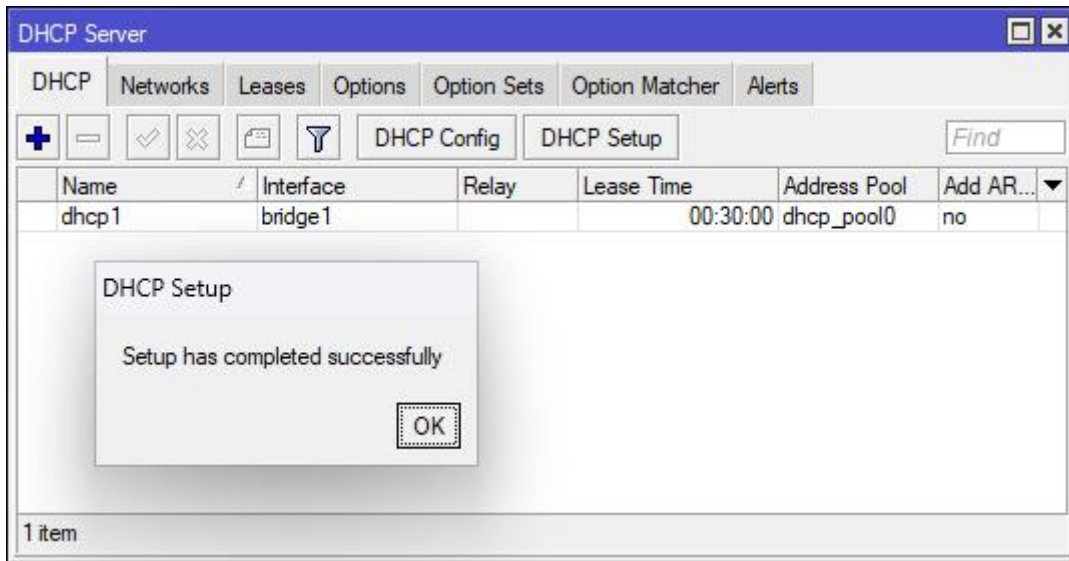 DHCP Server
DHCP Networks Leases Options Option Sets Option Matcher Alerts
DHCP Config DHCP Setup Find
Name Interface Relay Lease Time Address Pool Add AR...
dhcp1 bridge1 00:30:00 dhcp_pool0 no
DHCP Setup
Setup has completed successfully
OK
1 item